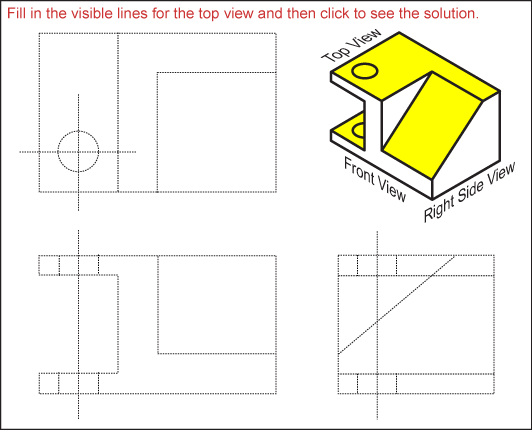 Fill in the visible lines for the top view and then click to see the solution.
Top View
Front View
Right Side View